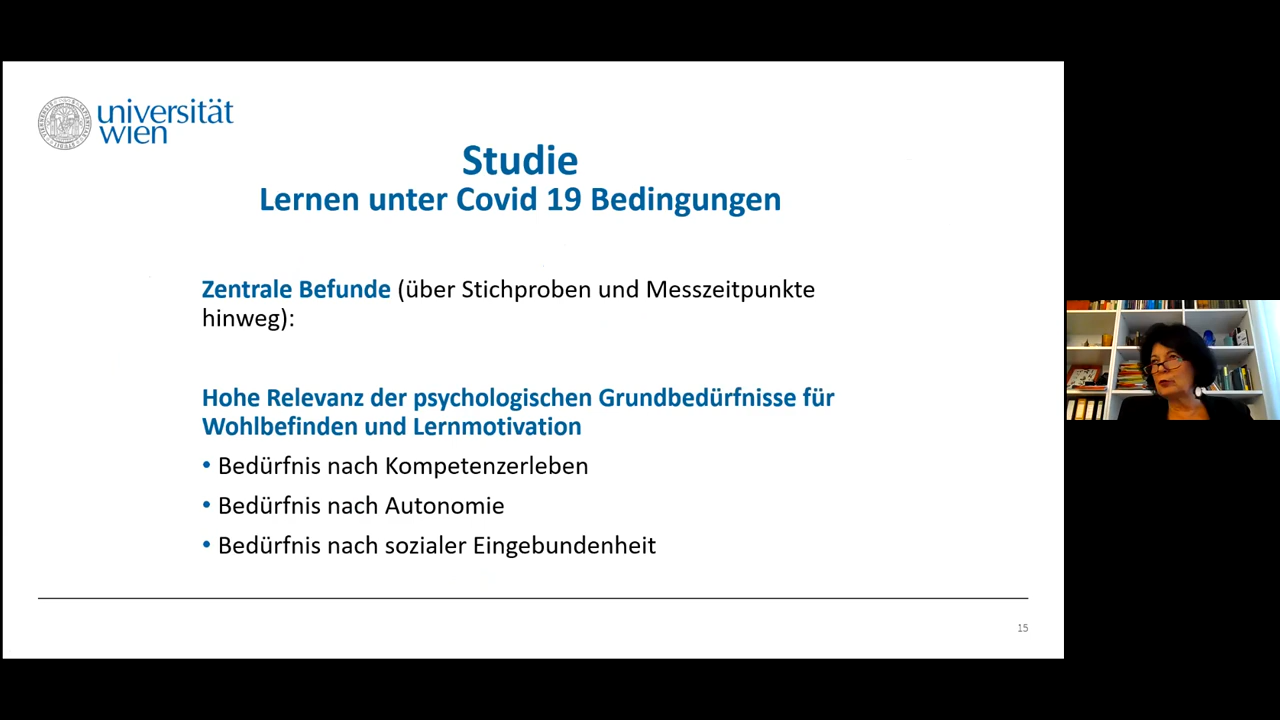 universität
wien
Studie
Lernen unter Covid 19 Bedingungen
Zentrale Befunde (über Stichproben und Messzeitpunkte
hinweg):
Hohe Relevanz der psychologischen Grundbedürfnisse für
Wohlbefinden und Lernmotivation
• Bedürfnis nach Kompetenzerleben
• Bedürfnis nach Autonomie
• Bedürfnis nach sozialer Eingebundenheit
15